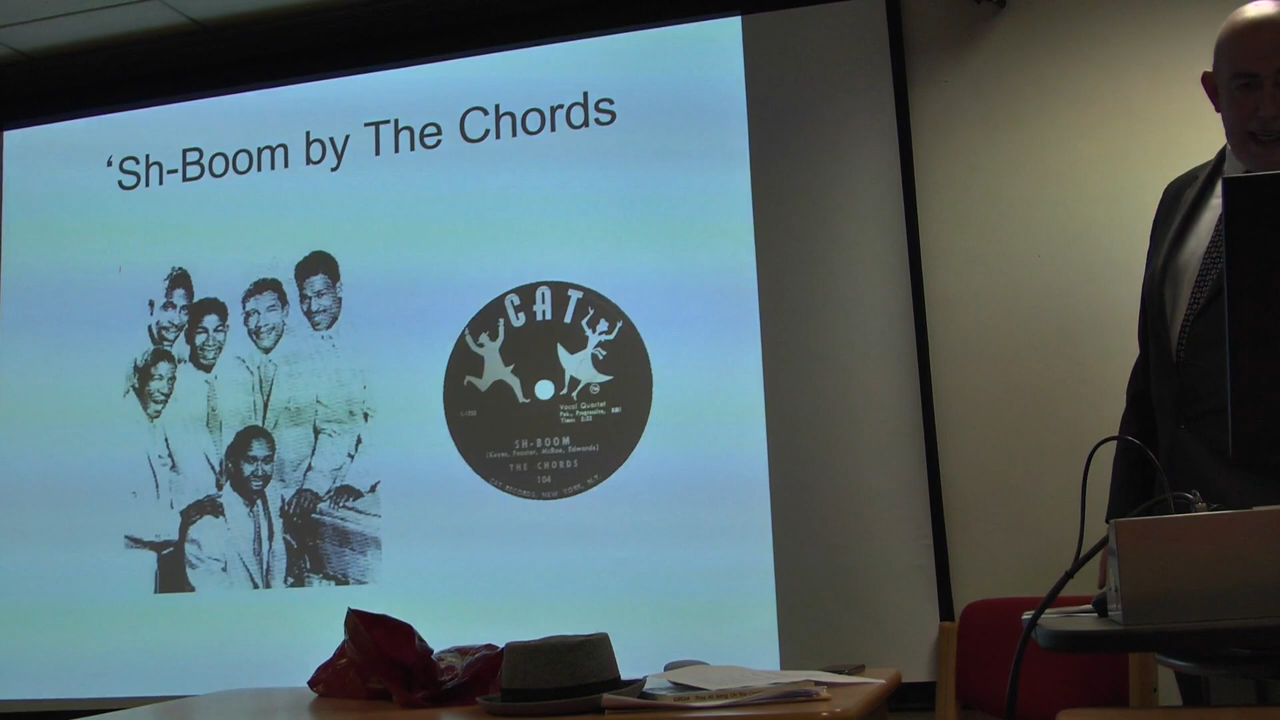 ‘Sh-Boom by The Chords
CAT
Vocal Quartet
SH-BOOM
THE CHORDS
104
CAT RECORDS, NEW YORK, N.Y.